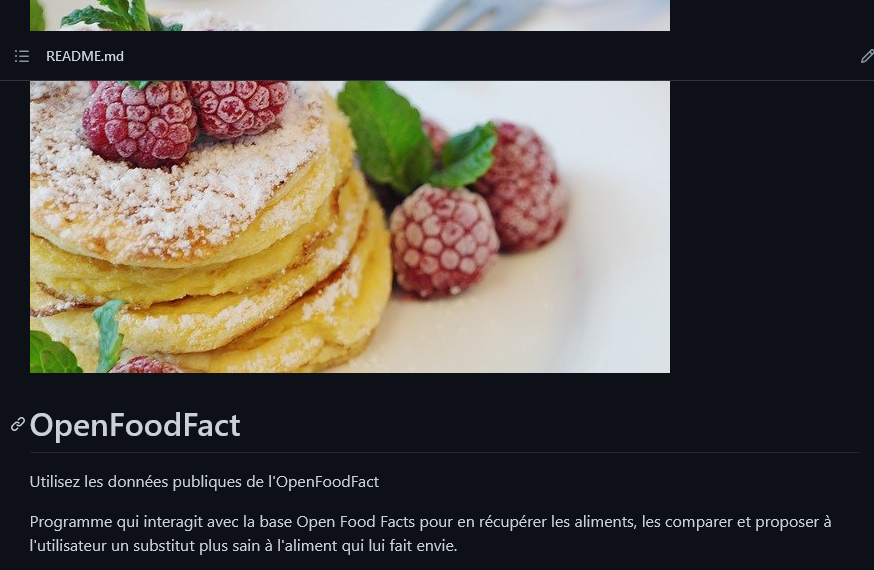 README.md
OpenFoodFact
Utilisez les données publiques de l'OpenFoodFact
Programme qui interagit avec la base Open Food Facts pour en récupérer les aliments, les comparer et proposer à
l'utilisateur un substitut plus sain à l'aliment qui lui fait envie.